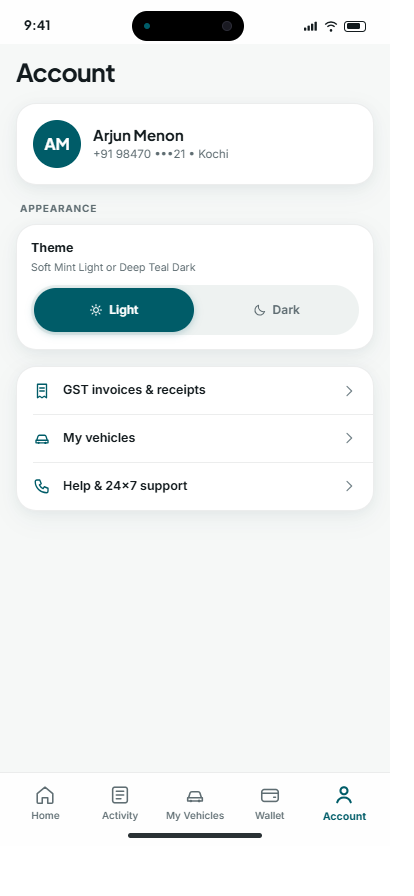 9:41
Account
AM
Arjun Menon
+91 98470 •••21 • Kochi
APPEARANCE
Theme
Soft Mint Light or Deep Teal Dark
Light
Dark
GST invoices & receipts
My vehicles
Help & 24×7 support
Home
Activity
My Vehicles
Wallet
Account